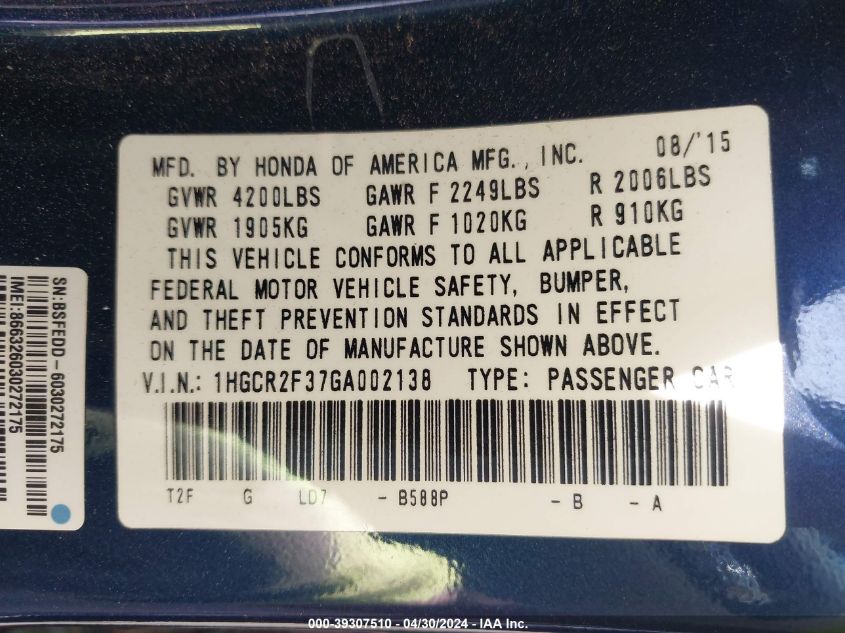 MFD. BY HONDA OF AMERICA MFG., INC. 08/'15
GVWR 4200LBS GAWR F 2249LBS R 2006LBS
GVWR 1905KG GAWR F 1020KG R 910KG
THIS VEHICLE CONFORMS TO ALL APPLICABLE
FEDERAL MOTOR VEHICLE SAFETY, BUMPER,
AND THEFT PREVENTION STANDARDS IN EFFECT
ON THE DATE OF MANUFACTURE SHOWN ABOVE.
V.I.N.: 1HGCR2F37GA002138 TYPE: PASSENGER CAR
T2F G LD7 - B588P - B - A
SN:BSFEDD-6030272175
IMEI:866326030272175
000-39307510 - 04/30/2024 - IAA Inc.